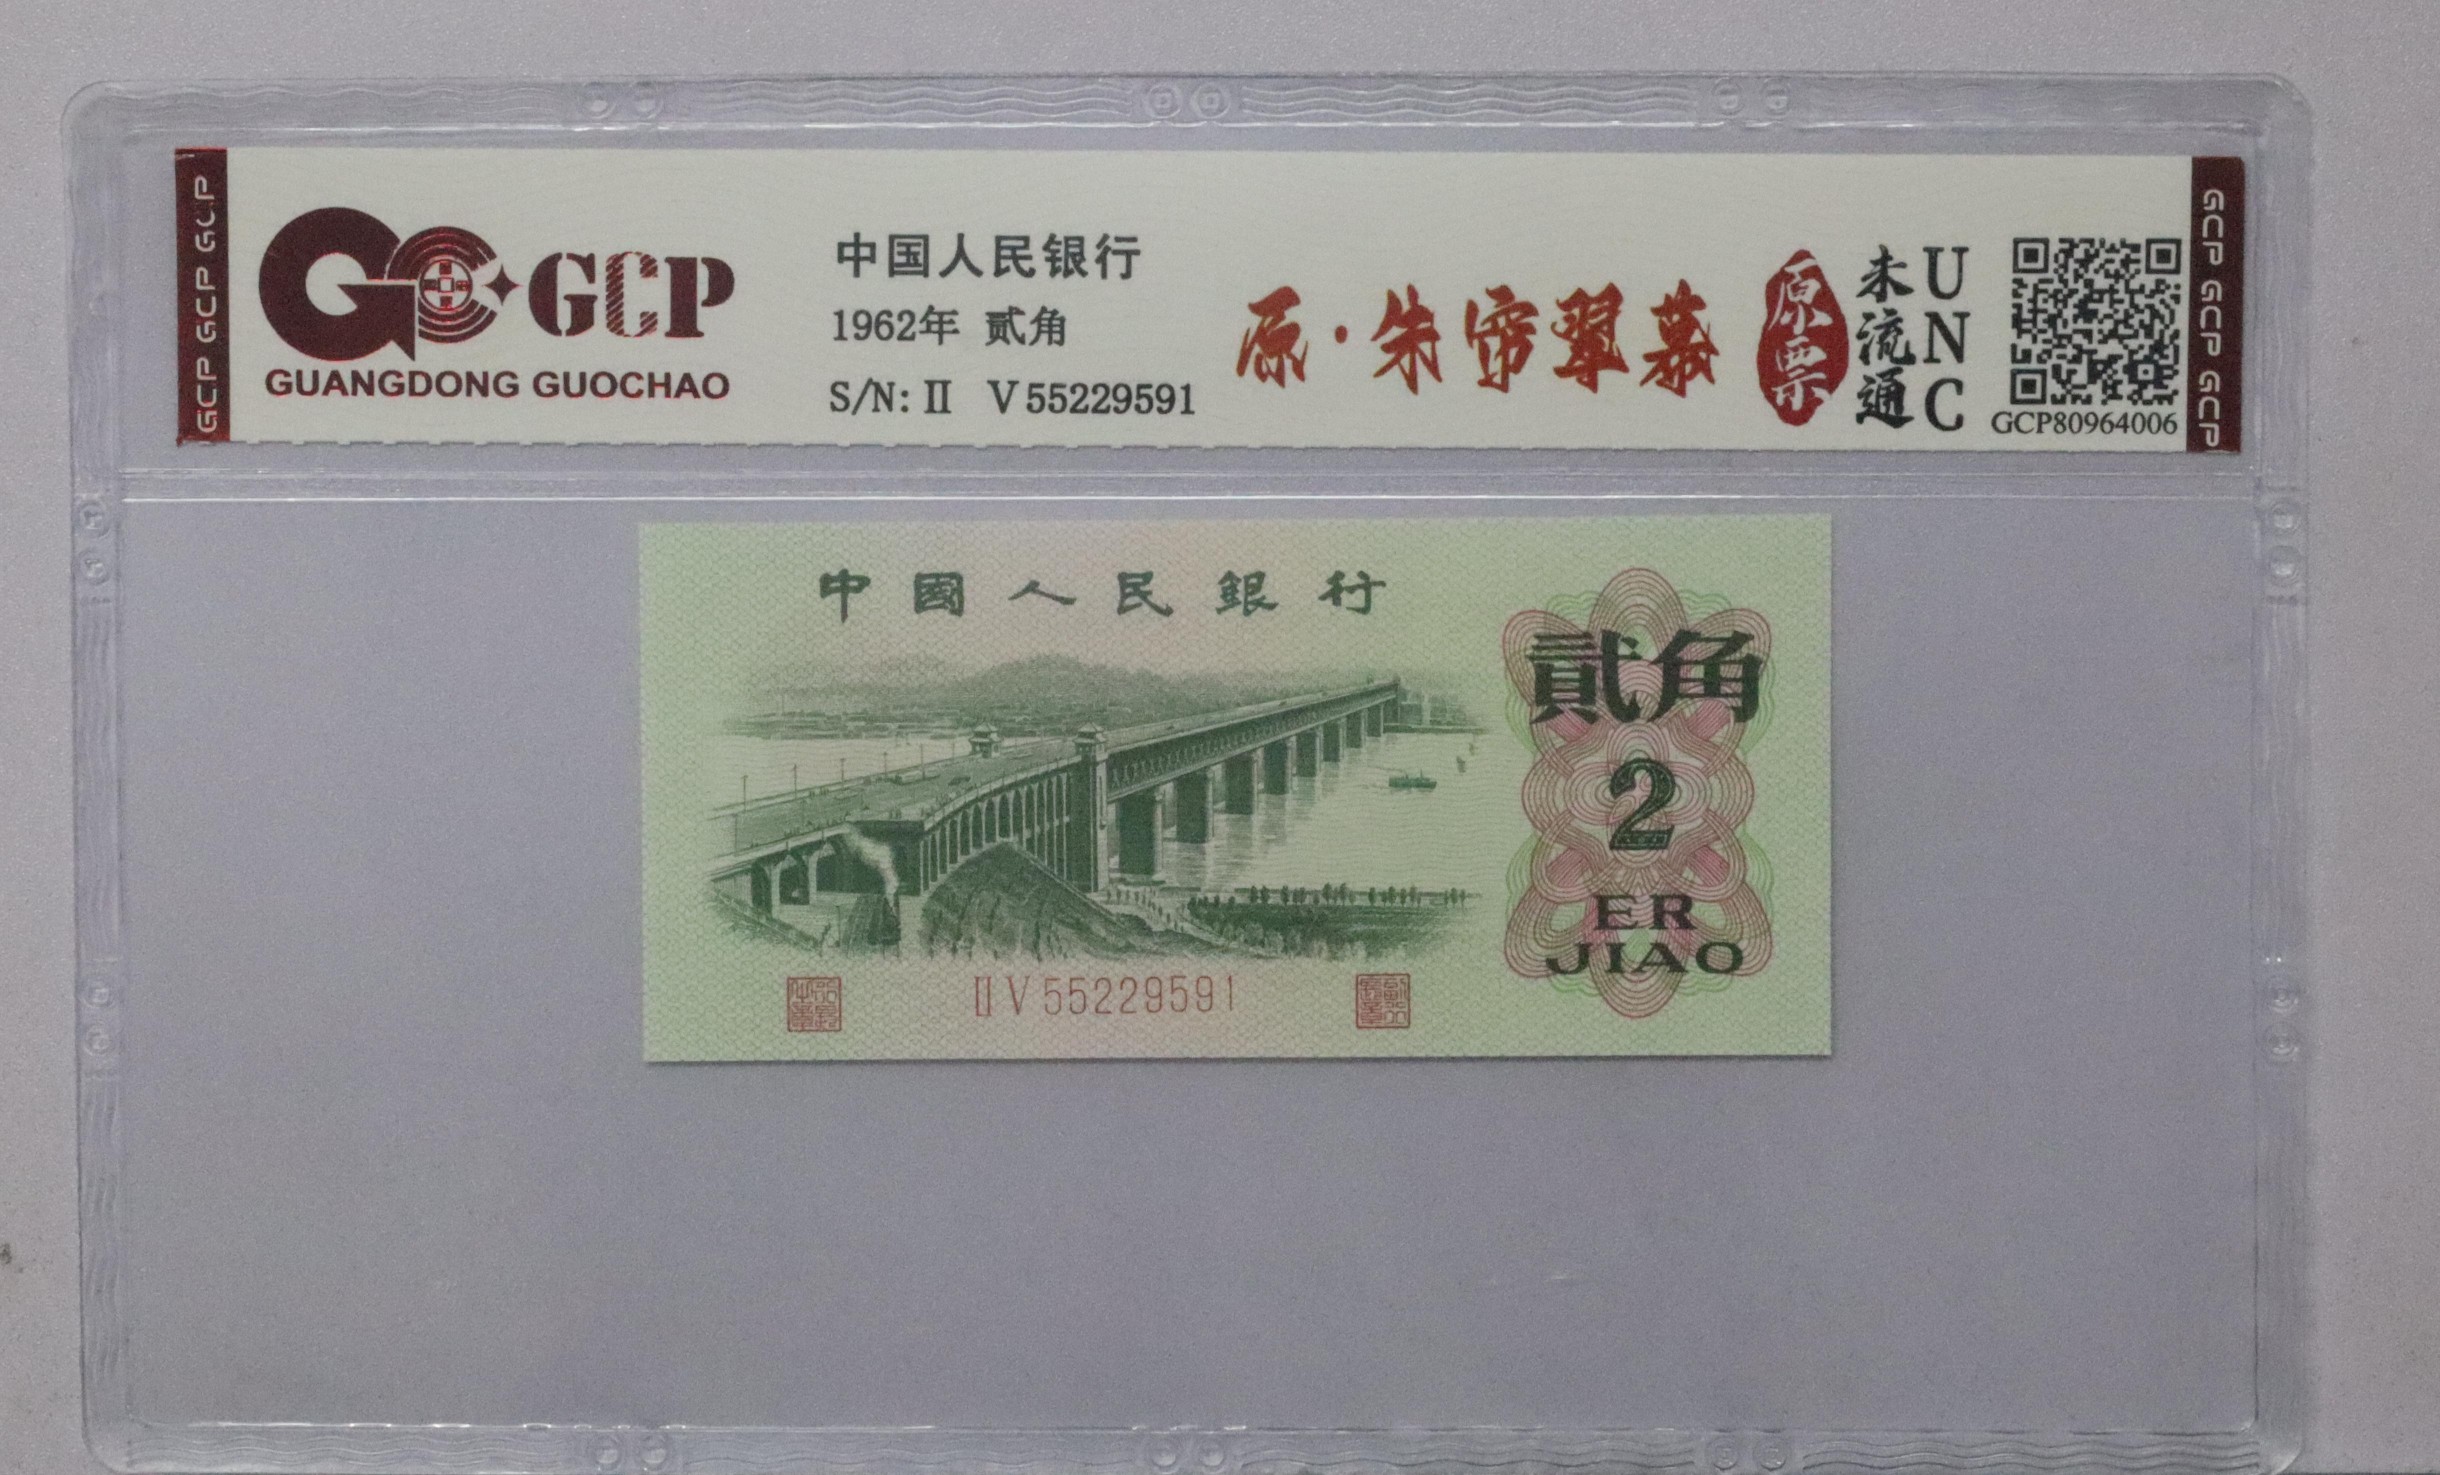 GCP GCP GCP
GCP
GUANGDONG GUOCHAO
中国人民银行
1962年 贰角
S/N: II V 55229591
原·朱帘翠幕
原票
未流通
UNC
GCP80964006
GCP GCP GCP
中國人民銀行
貳角
2
ER
JIAO
II V 55229591